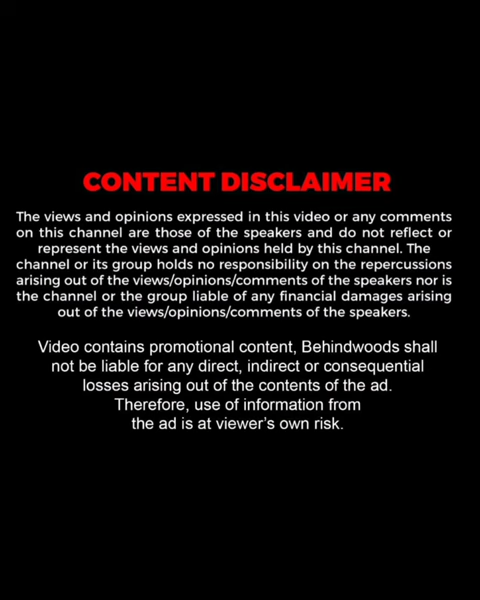 CONTENT DISCLAIMER
The views and opinions expressed in this video or any comments
on this channel are those of the speakers and do not reflect or
represent the views and opinions held by this channel. The
channel or its group holds no responsibility on the repercussions
arising out of the views/opinions/comments of the speakers nor is
the channel or the group liable of any financial damages arising
out of the views/opinions/comments of the speakers.
Video contains promotional content, Behindwoods shall
not be liable for any direct, indirect or consequential
losses arising out of the contents of the ad.
Therefore, use of information from
the ad is at viewer's own risk.